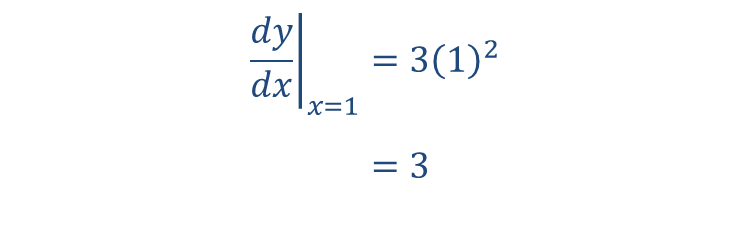 dy/dx|_{x=1} = 3(1)²
= 3